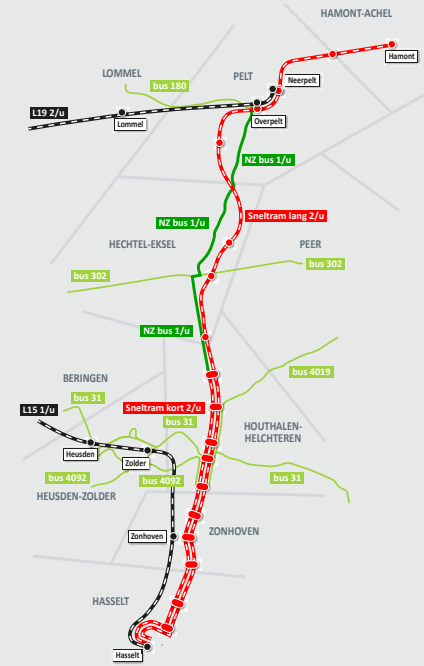 HAMONT-ACHEL
Hamont
LOMMEL
PELT
Neerpelt
bus 180
L19 2/u
Lommel
Overpelt
NZ bus 1/u
Sneltram lang 2/u
NZ bus 1/u
HECHTEL-EKSEL
PEER
bus 302
bus 302
NZ bus 1/u
bus 4019
BERINGEN
bus 31
L15 1/u
Sneltram kort 2/u
bus 31
HOUTHALEN-
HELCHTEREN
Heusden
Zolder
bus 4092
bus 4092
bus 31
HEUSDEN-ZOLDER
Zonhoven
ZONHOVEN
HASSELT
Hasselt